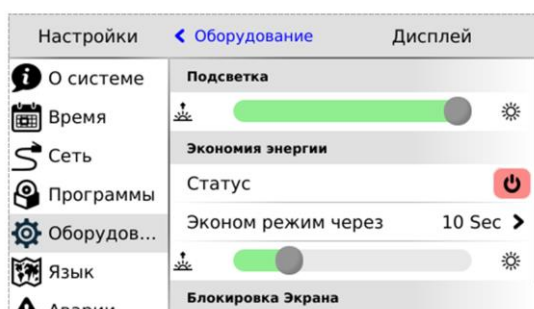 Настройки
Оборудование
Дисплей
О системе
Время
Сеть
Программы
Оборудов...
Язык
Аварии
Подсветка
Экономия энергии
Статус
Эконом режим через 10 Sec
Блокировка Экрана